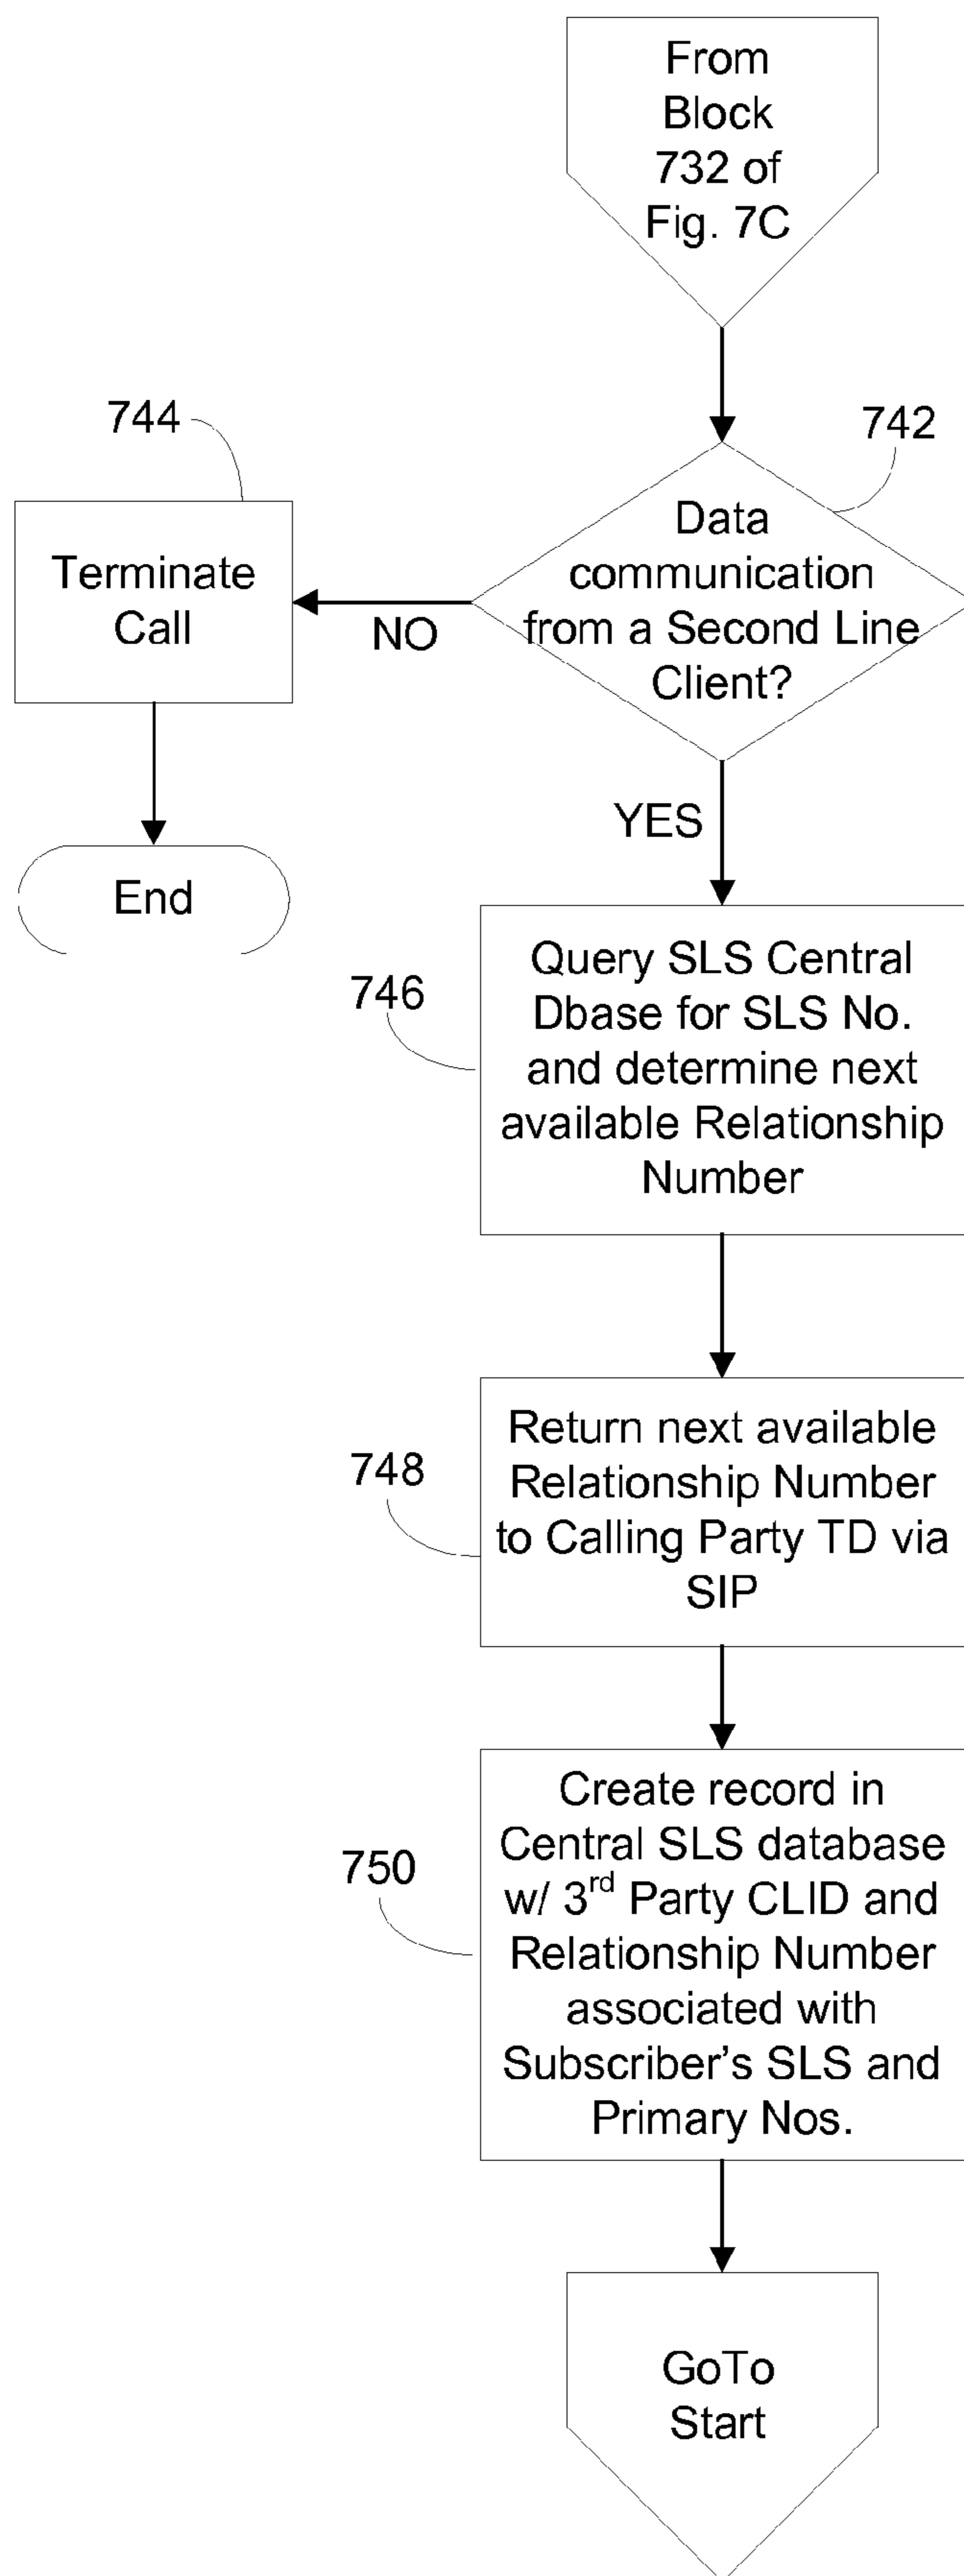 From
Block
732 of
Fig. 7C
744
742
Data
communication
from a Second Line
Client?
Terminate
Call
NO
YES
End
746
Query SLS Central
Dbase for SLS No.
and determine next
available Relationship
Number
748
Return next available
Relationship Number
to Calling Party TD via
SIP
750
Create record in
Central SLS database
w/ 3rd Party CLID and
Relationship Number
associated with
Subscriber's SLS and
Primary Nos.
GoTo
Start